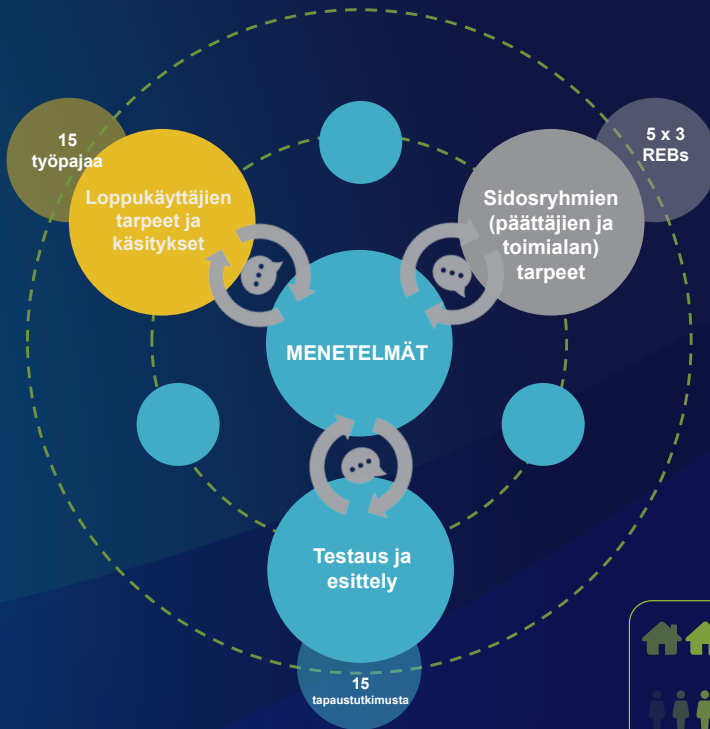 15
työpajaa
Loppukäyttäjien
tarpeet ja
käsitykset
5 x 3
REBs
Sidosryhmien
(päättäjien ja
toimialan)
tarpeet
MENETELMÄT
Testaus ja
esittely
15
tapaustutkimusta